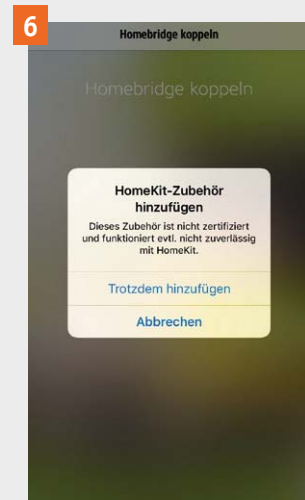 6
Homebridge koppeln
Homebridge koppeln
HomeKit-Zubehör
hinzufügen
Dieses Zubehör ist nicht zertifiziert
und funktioniert evtl. nicht zuverlässig
mit HomeKit.
Trotzdem hinzufügen
Abbrechen